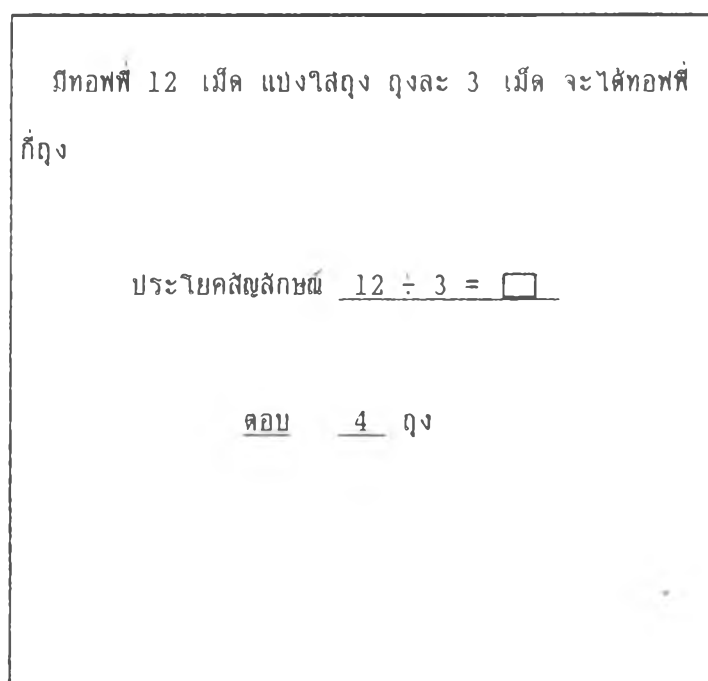 มีทอฟฟี่ 12 เม็ด แบ่งใส่ถุง ถุงละ 3 เม็ด จะได้ทอฟฟี่
กี่ถุง
ประโยคสัญลักษณ์ 12 ÷ 3 = □
ตอบ 4 ถุง